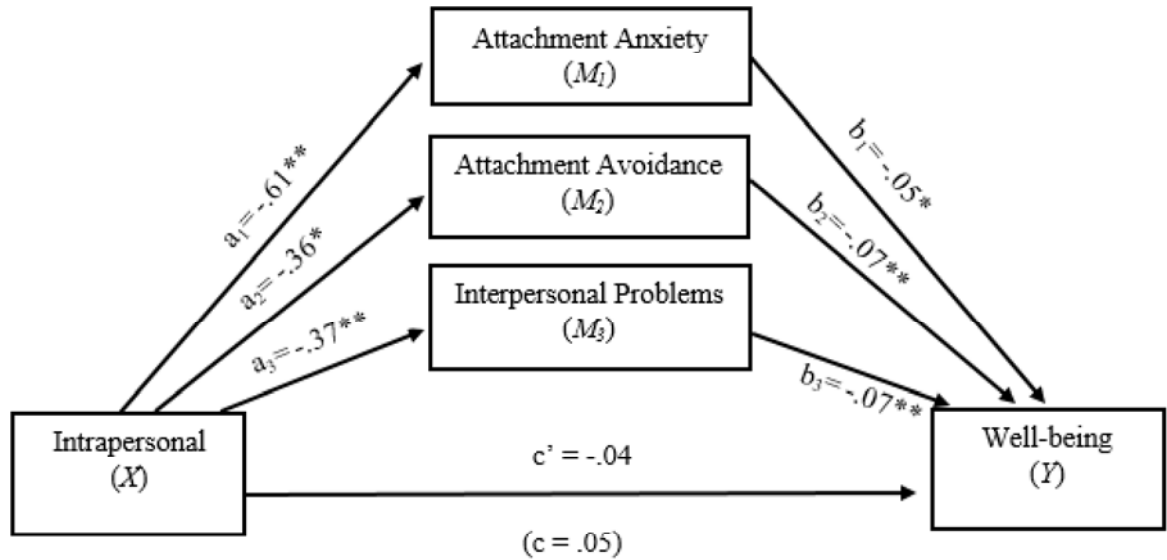 Attachment Anxiety
(M₁)
Attachment Avoidance
(M₂)
Interpersonal Problems
(M₃)
a₁= -.61**
a₂= -.36*
a₃= -.37**
b₁= -.05*
b₂= -.07**
b₃= -.07**
Intrapersonal
(X)
Well-being
(Y)
c’ = -.04
(c = .05)